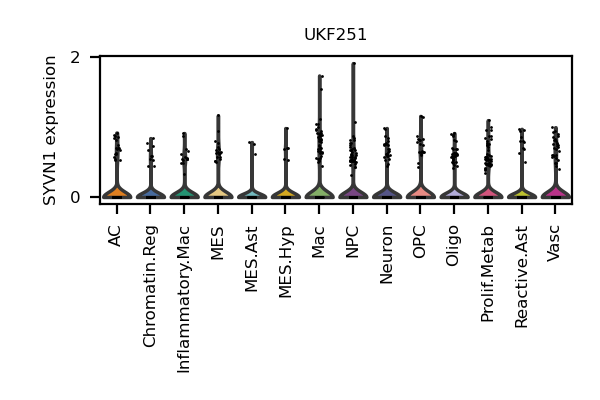 UKF251
SYVN1 expression
2
0
AC
Chromatin.Reg
Inflammatory.Mac
MES
MES.Ast
MES.Hyp
Mac
NPC
Neuron
OPC
Oligo
Prolif.Metab
Reactive.Ast
Vasc